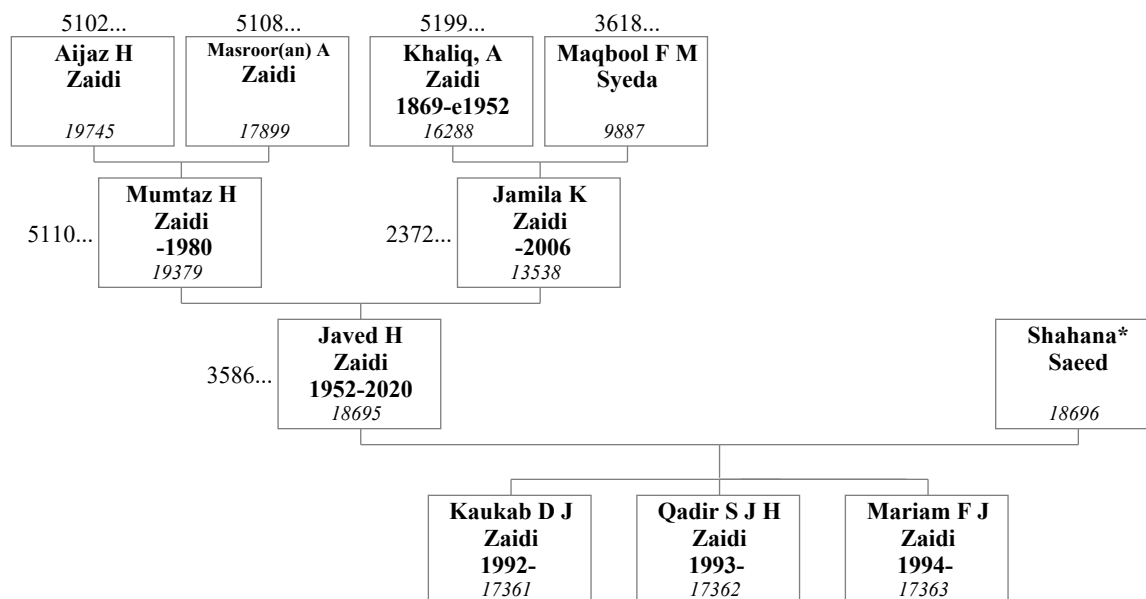 5102...
5108...
5199...
3618...
Aijaz H
Zaidi
19745
Masroor(an) A
Zaidi
17899
Khaliq, A
Zaidi
1869-e1952
16288
Maqbool F M
Syeda
9887
5110...
Mumtaz H
Zaidi
-1980
19379
2372...
Jamila K
Zaidi
-2006
13538
3586...
Javed H
Zaidi
1952-2020
18695
Shahana*
Saeed
18696
Kaukab D J
Zaidi
1992-
17361
Qadir S J H
Zaidi
1993-
17362
Mariam F J
Zaidi
1994-
17363